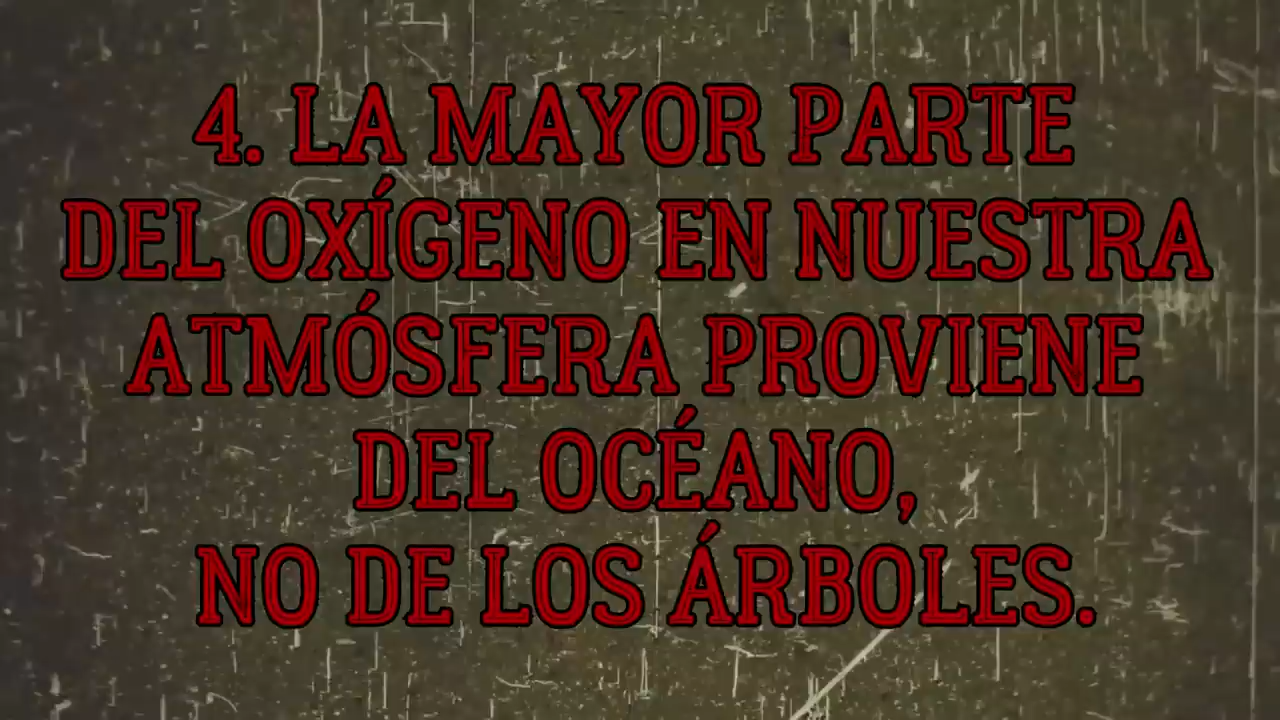 4. LA MAYOR PARTE
DEL OXÍGENO EN NUESTRA
ATMÓSFERA PROVIENE
DEL OCÉANO,
NO DE LOS ÁRBOLES.